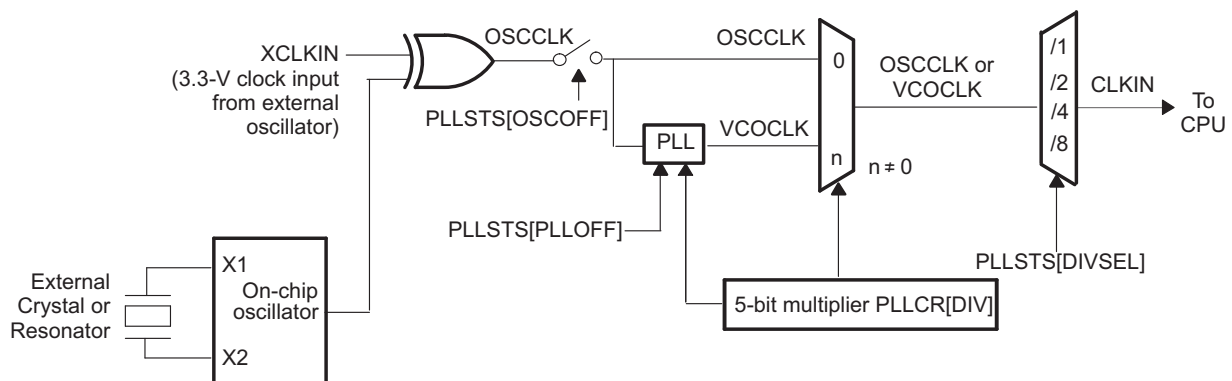 XCLKIN
(3.3-V clock input
from external
oscillator)
OSCCLK
PLLSTS[OSCOFF]
OSCCLK
0
OSCCLK or
VCOCLK
/1
/2
/4
/8
CLKIN
To
CPU
PLL
VCOCLK
n
n ≠ 0
PLLSTS[PLLOFF]
PLLSTS[DIVSEL]
External
Crystal or
Resonator
X1
On-chip
oscillator
X2
5-bit multiplier PLLCR[DIV]